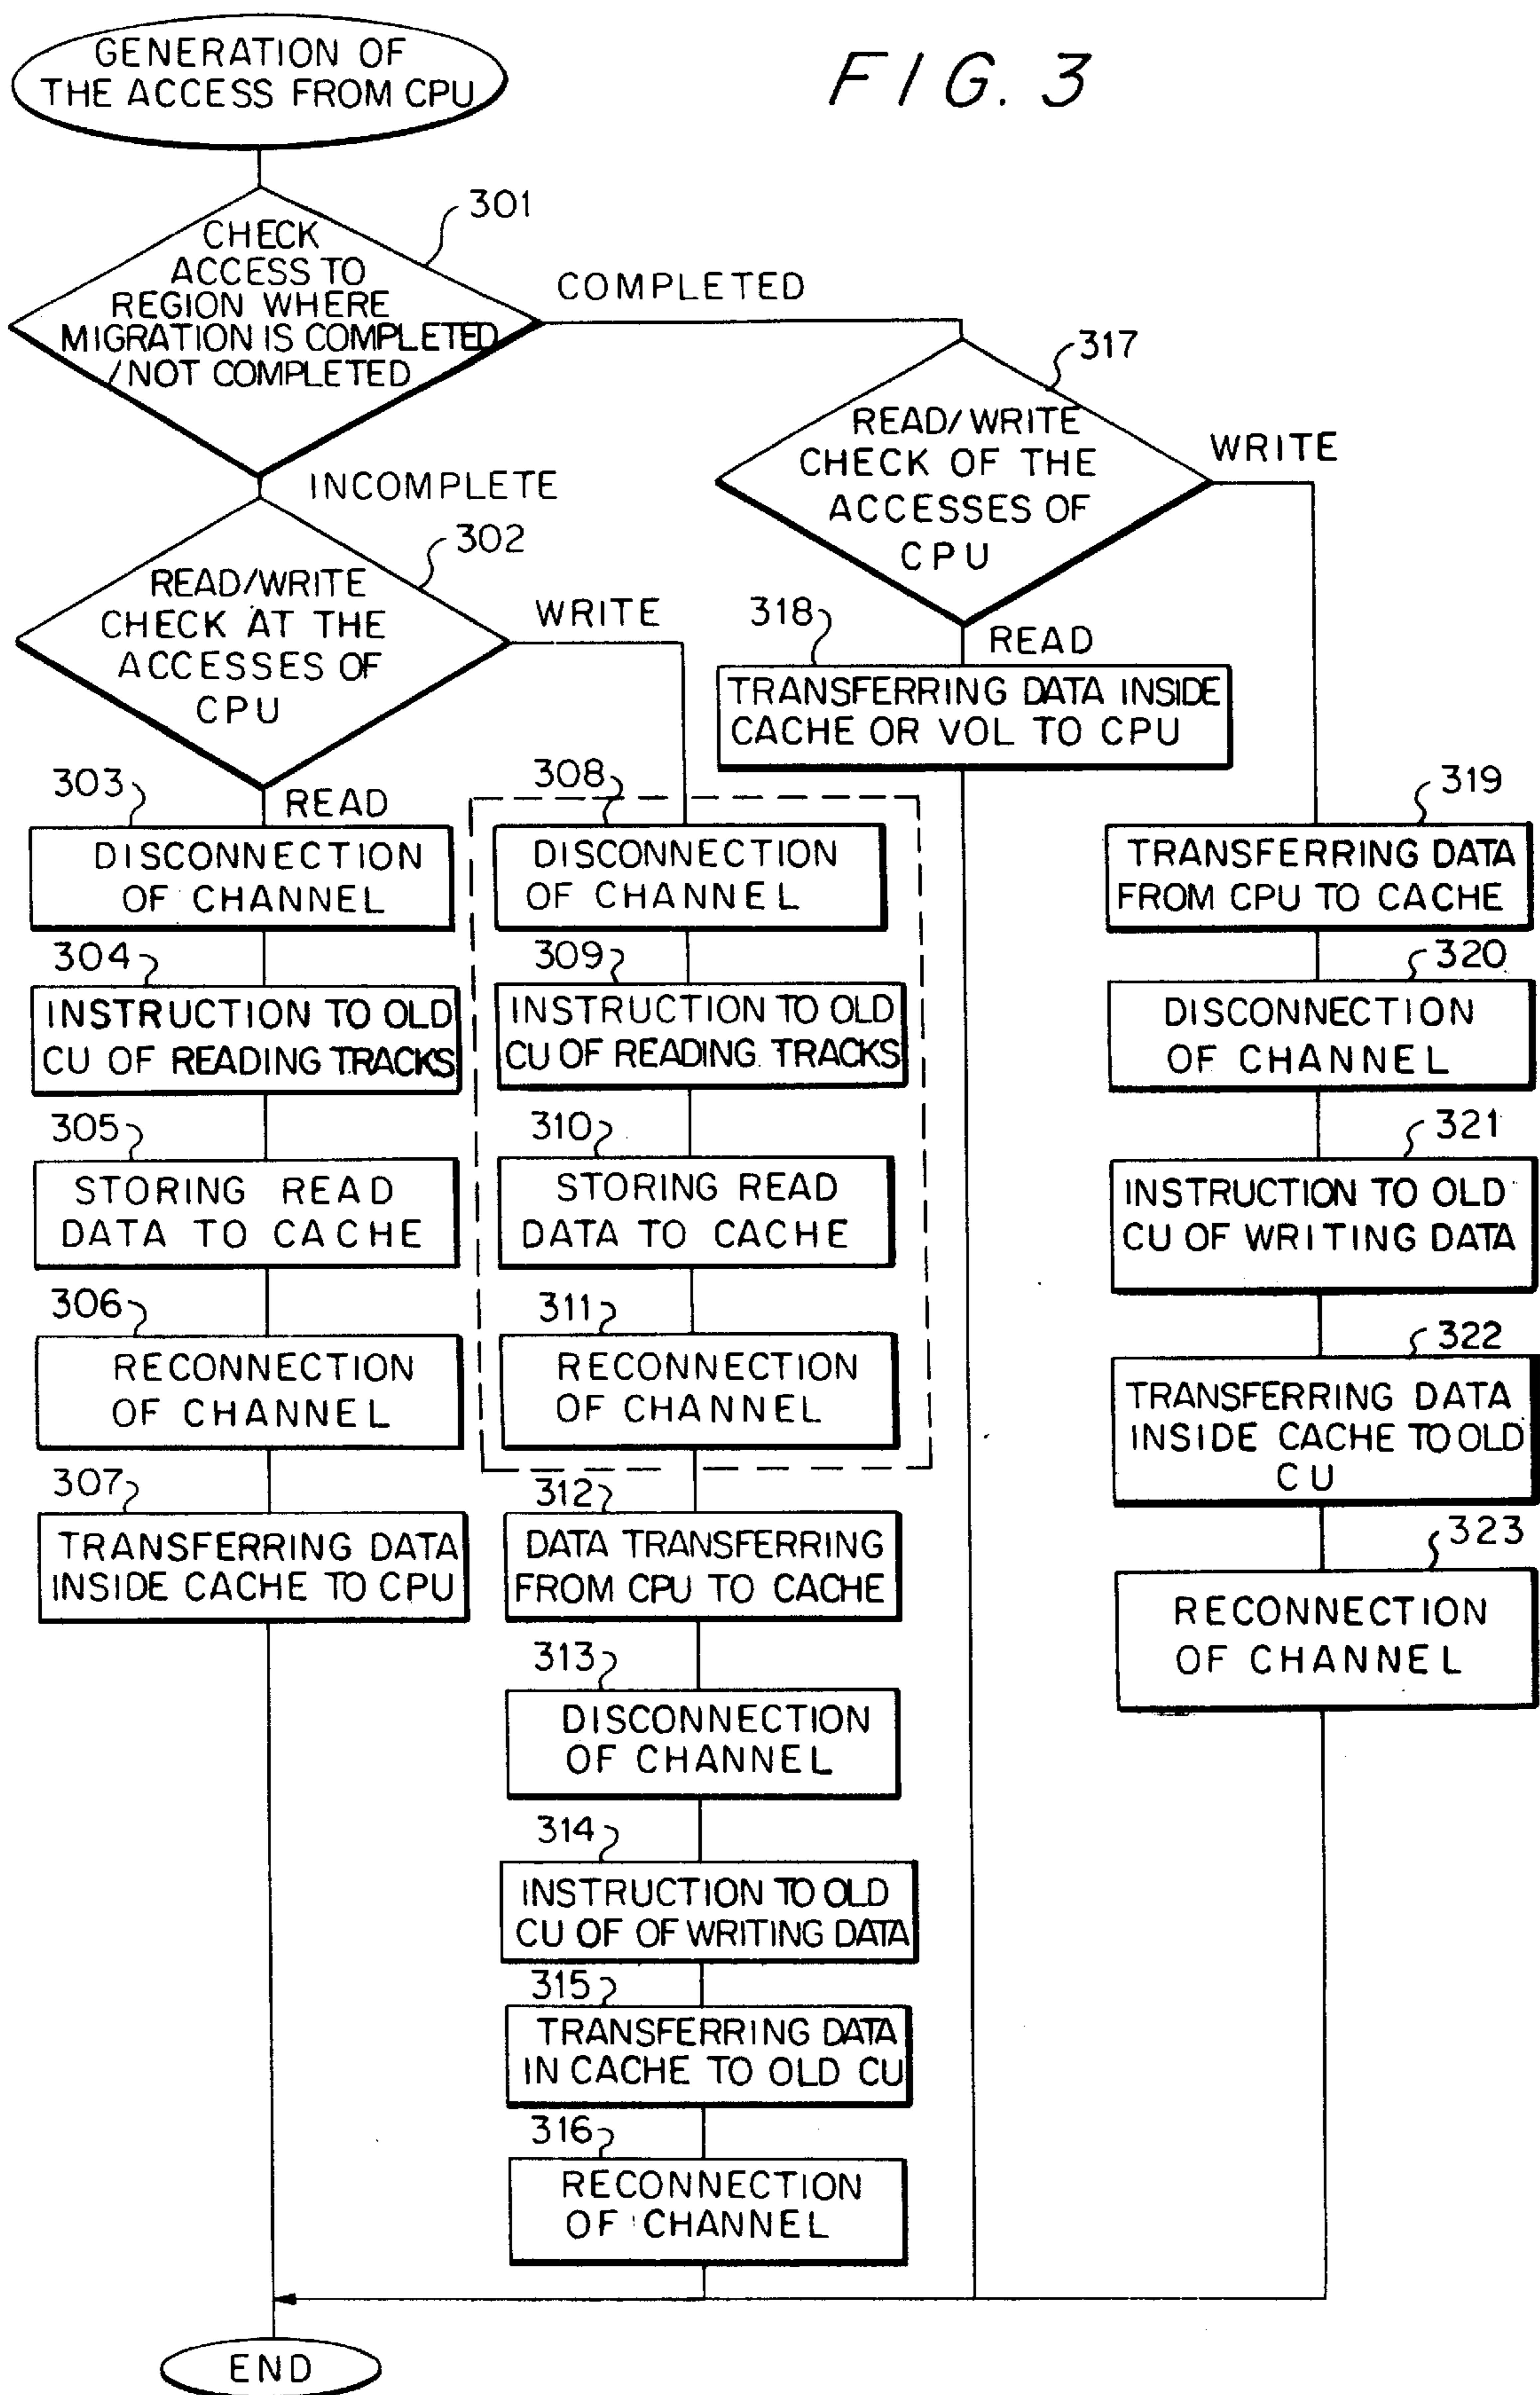 GENERATION OF
THE ACCESS FROM CPU
FIG. 3
301
CHECK
ACCESS TO
REGION WHERE
MIGRATION IS COMPLETED
/NOT COMPLETED
COMPLETED
INCOMPLETE
317
READ/WRITE
CHECK OF THE
ACCESSES OF
CPU
WRITE
302
READ/WRITE
CHECK AT THE
ACCESSES OF
CPU
WRITE
READ
318
READ
TRANSFERRING DATA INSIDE
CACHE OR VOL TO CPU
303
DISCONNECTION
OF CHANNEL
304
INSTRUCTION TO OLD
CU OF READING TRACKS
305
STORING READ
DATA TO CACHE
306
RECONNECTION
OF CHANNEL
307
TRANSFERRING DATA
INSIDE CACHE TO CPU
308
DISCONNECTION
OF CHANNEL
309
INSTRUCTION TO OLD
CU OF READING TRACKS
310
STORING READ
DATA TO CACHE
311
RECONNECTION
OF CHANNEL
312
DATA TRANSFERRING
FROM CPU TO CACHE
313
DISCONNECTION
OF CHANNEL
314
INSTRUCTION TO OLD
CU OF OF WRITING DATA
315
TRANSFERRING DATA
IN CACHE TO OLD CU
316
RECONNECTION
OF CHANNEL
319
TRANSFERRING DATA
FROM CPU TO CACHE
320
DISCONNECTION
OF CHANNEL
321
INSTRUCTION TO OLD
CU OF WRITING DATA
322
TRANSFERRING DATA
INSIDE CACHE TO OLD
CU
323
RECONNECTION
OF CHANNEL
END